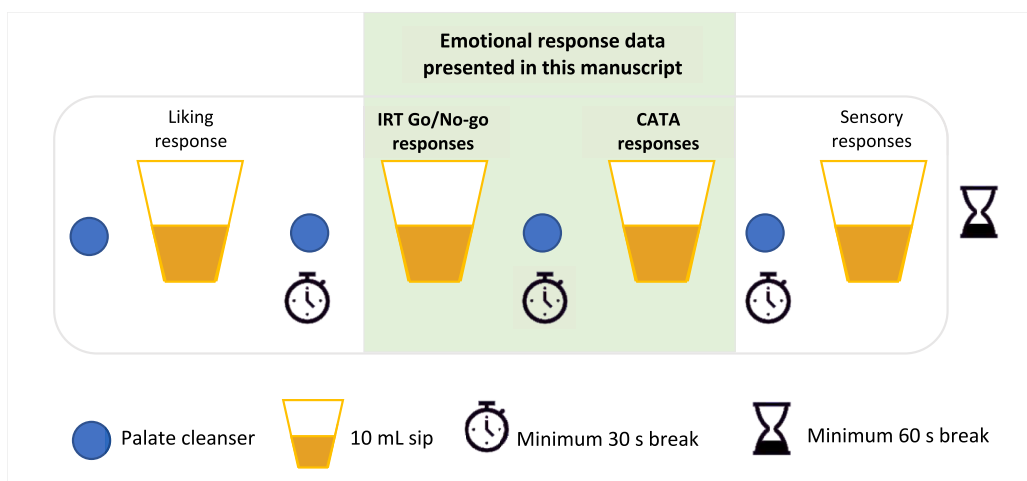 Emotional response data
presented in this manuscript
Liking
response
IRT Go/No-go
responses
CATA
responses
Sensory
responses
Palate cleanser
10 mL sip
Minimum 30 s break
Minimum 60 s break